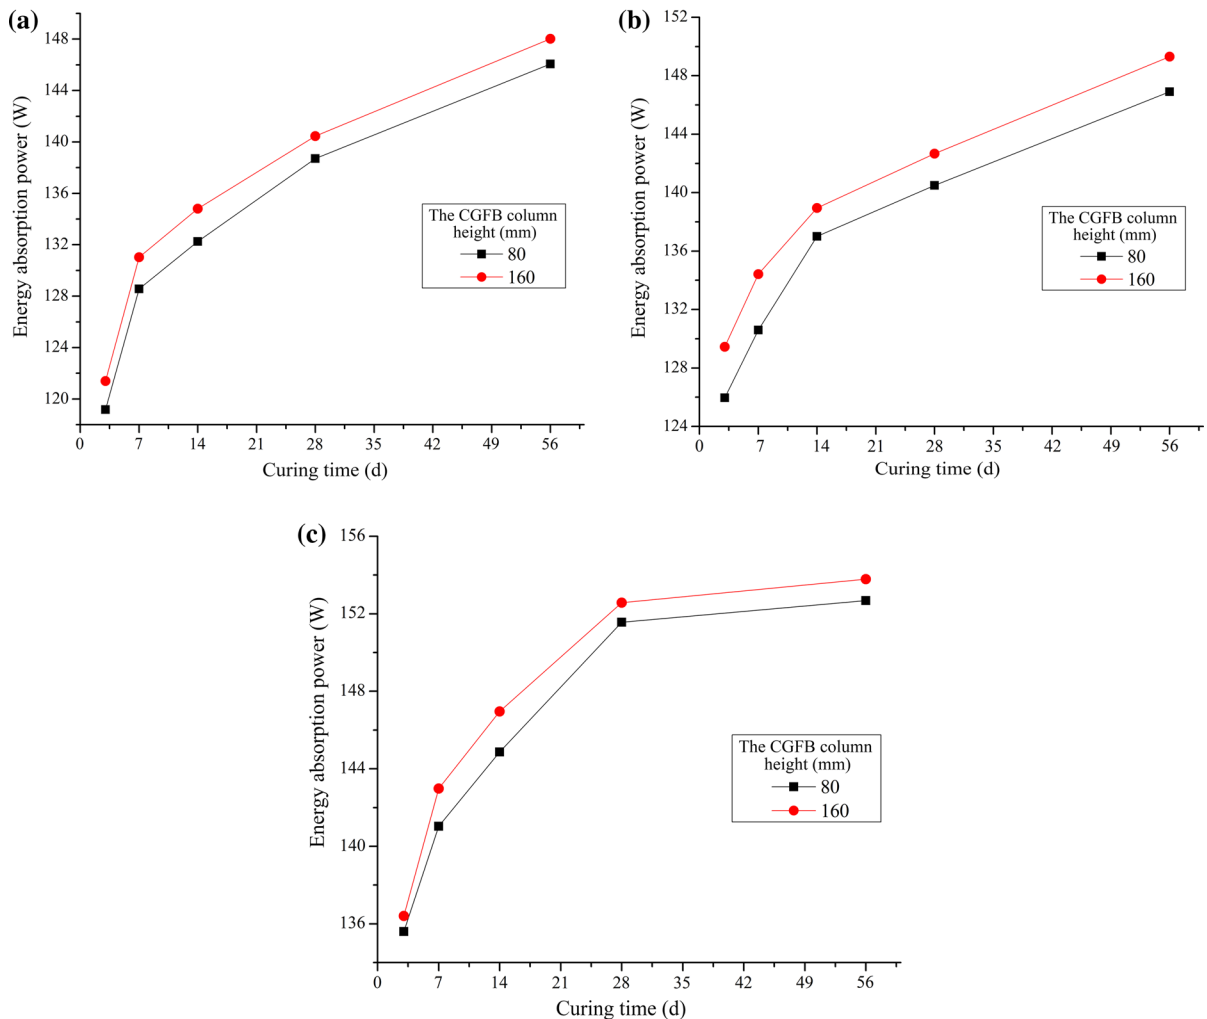 (a)
Energy absorption power (W)
148
144
140
136
132
128
124
120
0 7 14 21 28 35 42 49 56
Curing time (d)
The CGFB column
height (mm)
80
160
(b)
Energy absorption power (W)
152
148
144
140
136
132
128
124
0 7 14 21 28 35 42 49 56
Curing time (d)
The CGFB column
height (mm)
80
160
(c)
Energy absorption power (W)
156
152
148
144
140
136
0 7 14 21 28 35 42 49 56
Curing time (d)
The CGFB column
height (mm)
80
160